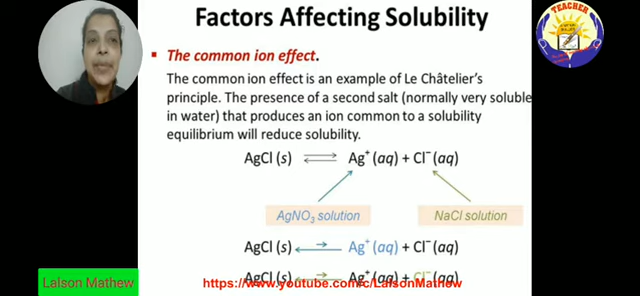 Factors Affecting Solubility
TEACHER
• The common ion effect.
The common ion effect is an example of Le Châtelier's
principle. The presence of a second salt (normally very soluble
in water) that produces an ion common to a solubility
equilibrium will reduce solubility.
AgCl (s) ⇌ Ag⁺ (aq) + Cl⁻ (aq)
AgNO₃ solution NaCl solution
AgCl (s) ⇌ Ag⁺ (aq) + Cl⁻ (aq)
AgCl (s) ⇌ Ag⁺ (aq) + Cl⁻ (aq)
Lalson Mathew
https://www.youtube.com/c/LalsonMathew